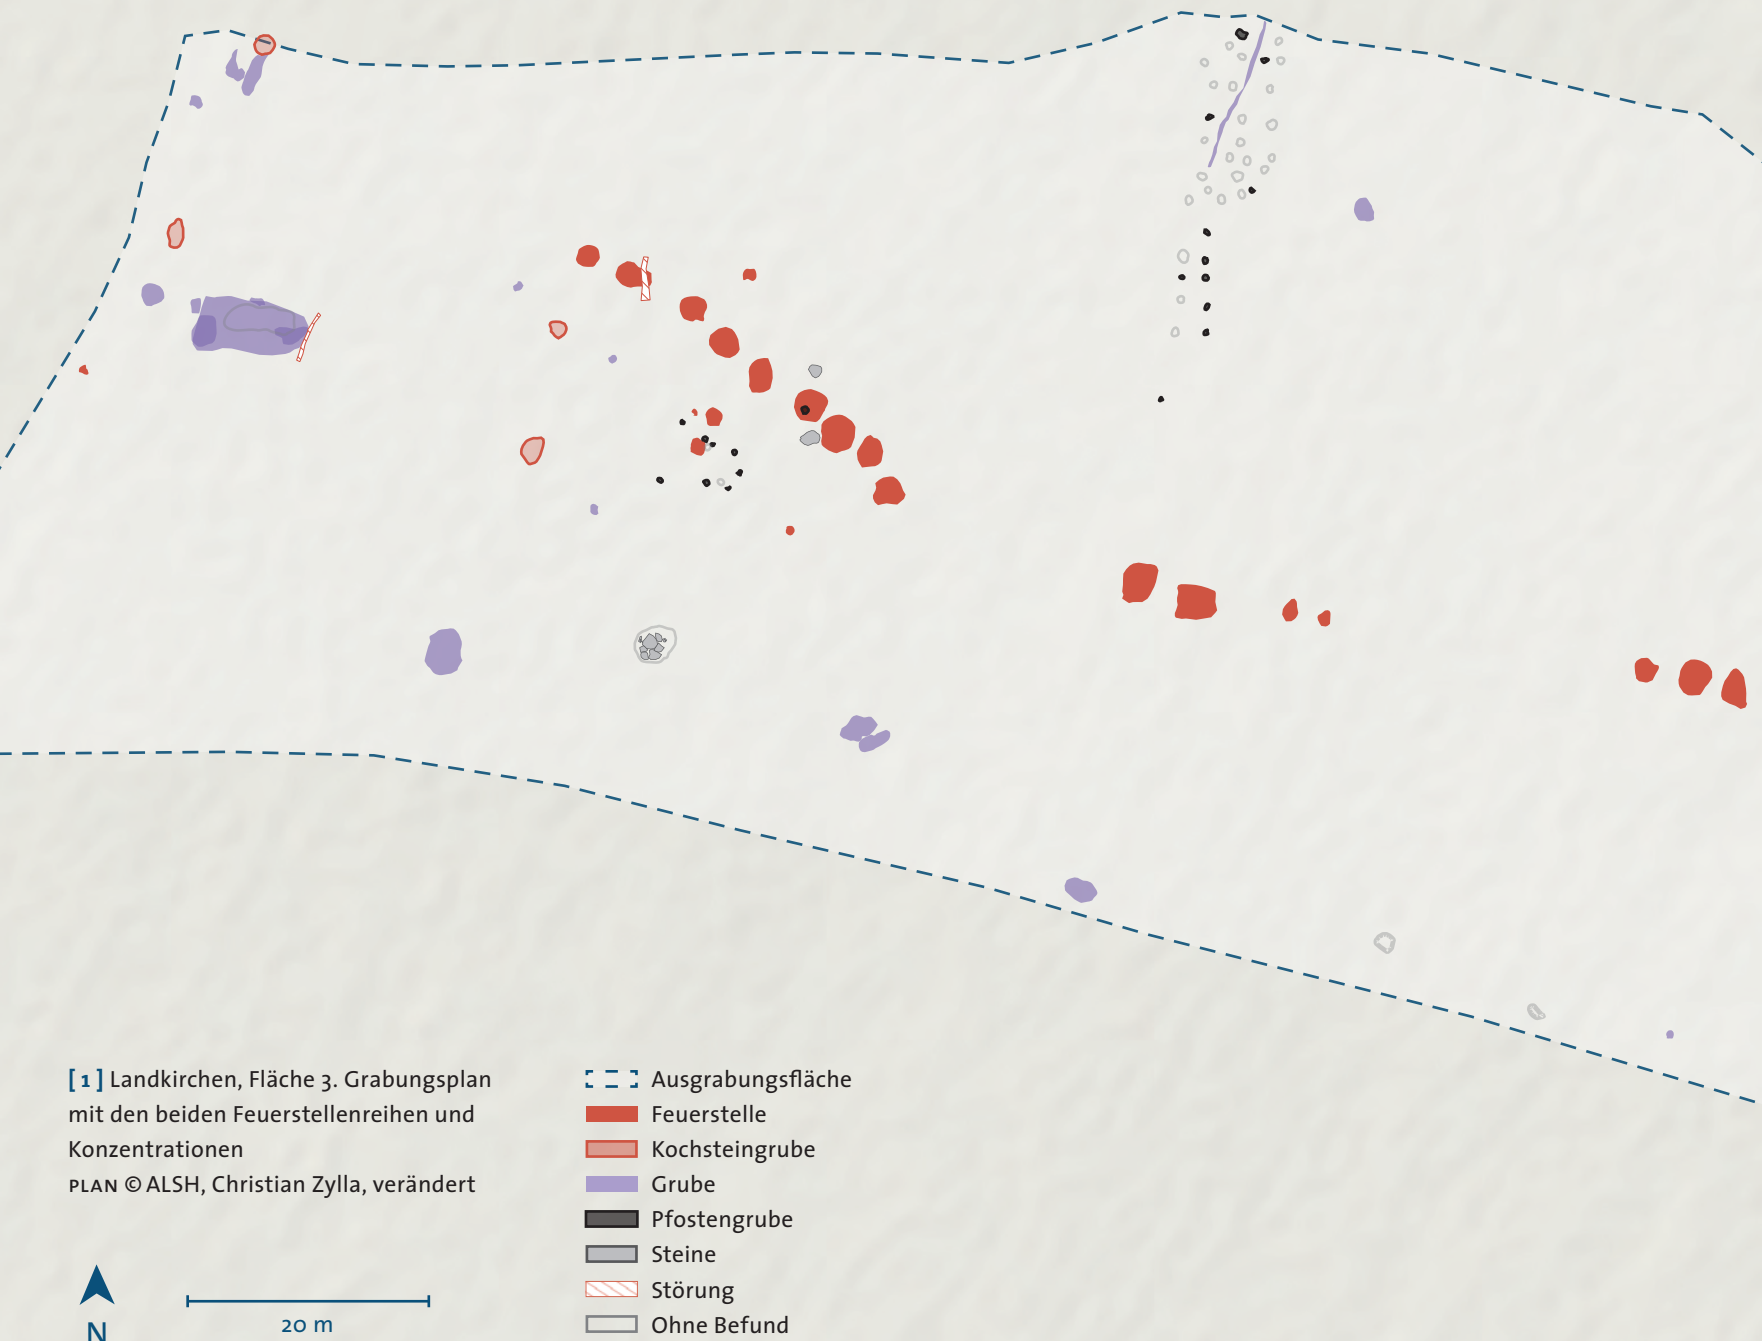 [1] Landkirchen, Fläche 3. Grabungsplan
mit den beiden Feuerstellenreihen und
Konzentrationen
PLAN © ALSH, Christian Zylla, verändert
N
20 m
Ausgrabungsfläche
Feuerstelle
Kochsteingrube
Grube
Pfostengrube
Steine
Störung
Ohne Befund